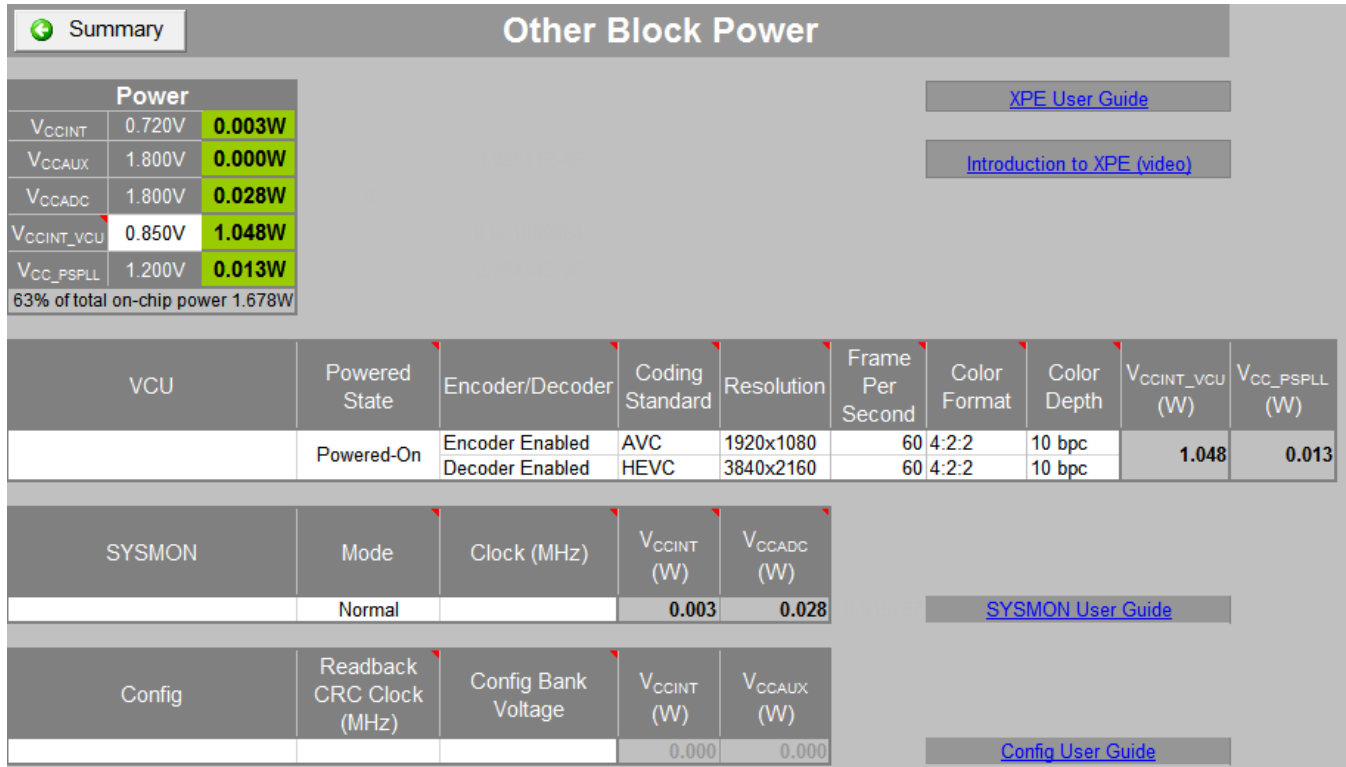 Summary
Other Block Power
Power
VCCINT 0.720V 0.003W
VCCAUX 1.800V 0.000W
VCCADC 1.800V 0.028W
VCCINT_VCU 0.850V 1.048W
VCC_PSPLL 1.200V 0.013W
63% of total on-chip power 1.678W
XPE User Guide
Introduction to XPE (video)
VCU Powered State Encoder/Decoder Coding Standard Resolution Frame Per Second Color Format Color Depth VCCINT_VCU (W) VCC_PSPLL (W)
Powered-On Encoder Enabled AVC 1920x1080 60 4:2:2 10 bpc 1.048 0.013
Decoder Enabled HEVC 3840x2160 60 4:2:2 10 bpc
SYSMON Mode Clock (MHz) VCCINT (W) VCCADC (W)
Normal 0.003 0.028
SYSMON User Guide
Config Readback CRC Clock (MHz) Config Bank Voltage VCCINT (W) VCCAUX (W)
0.000 0.000
Config User Guide